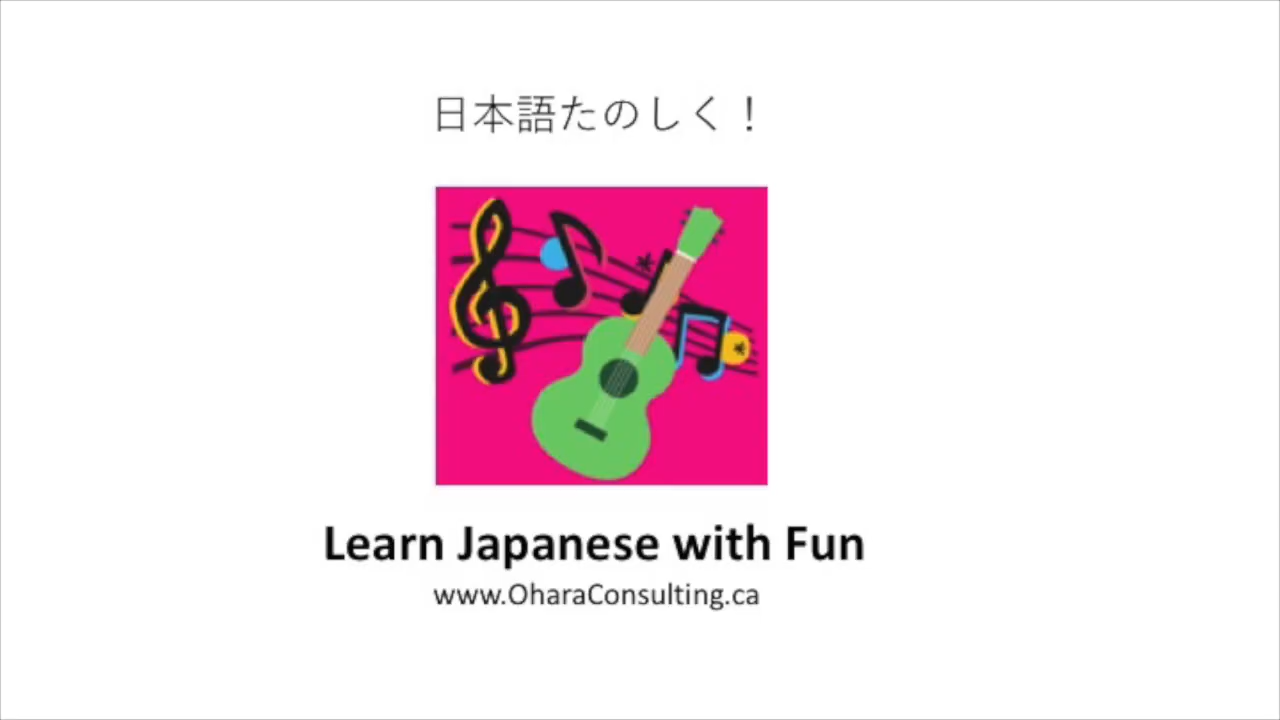 日本語たのしく！
Learn Japanese with Fun
www.OharaConsulting.ca